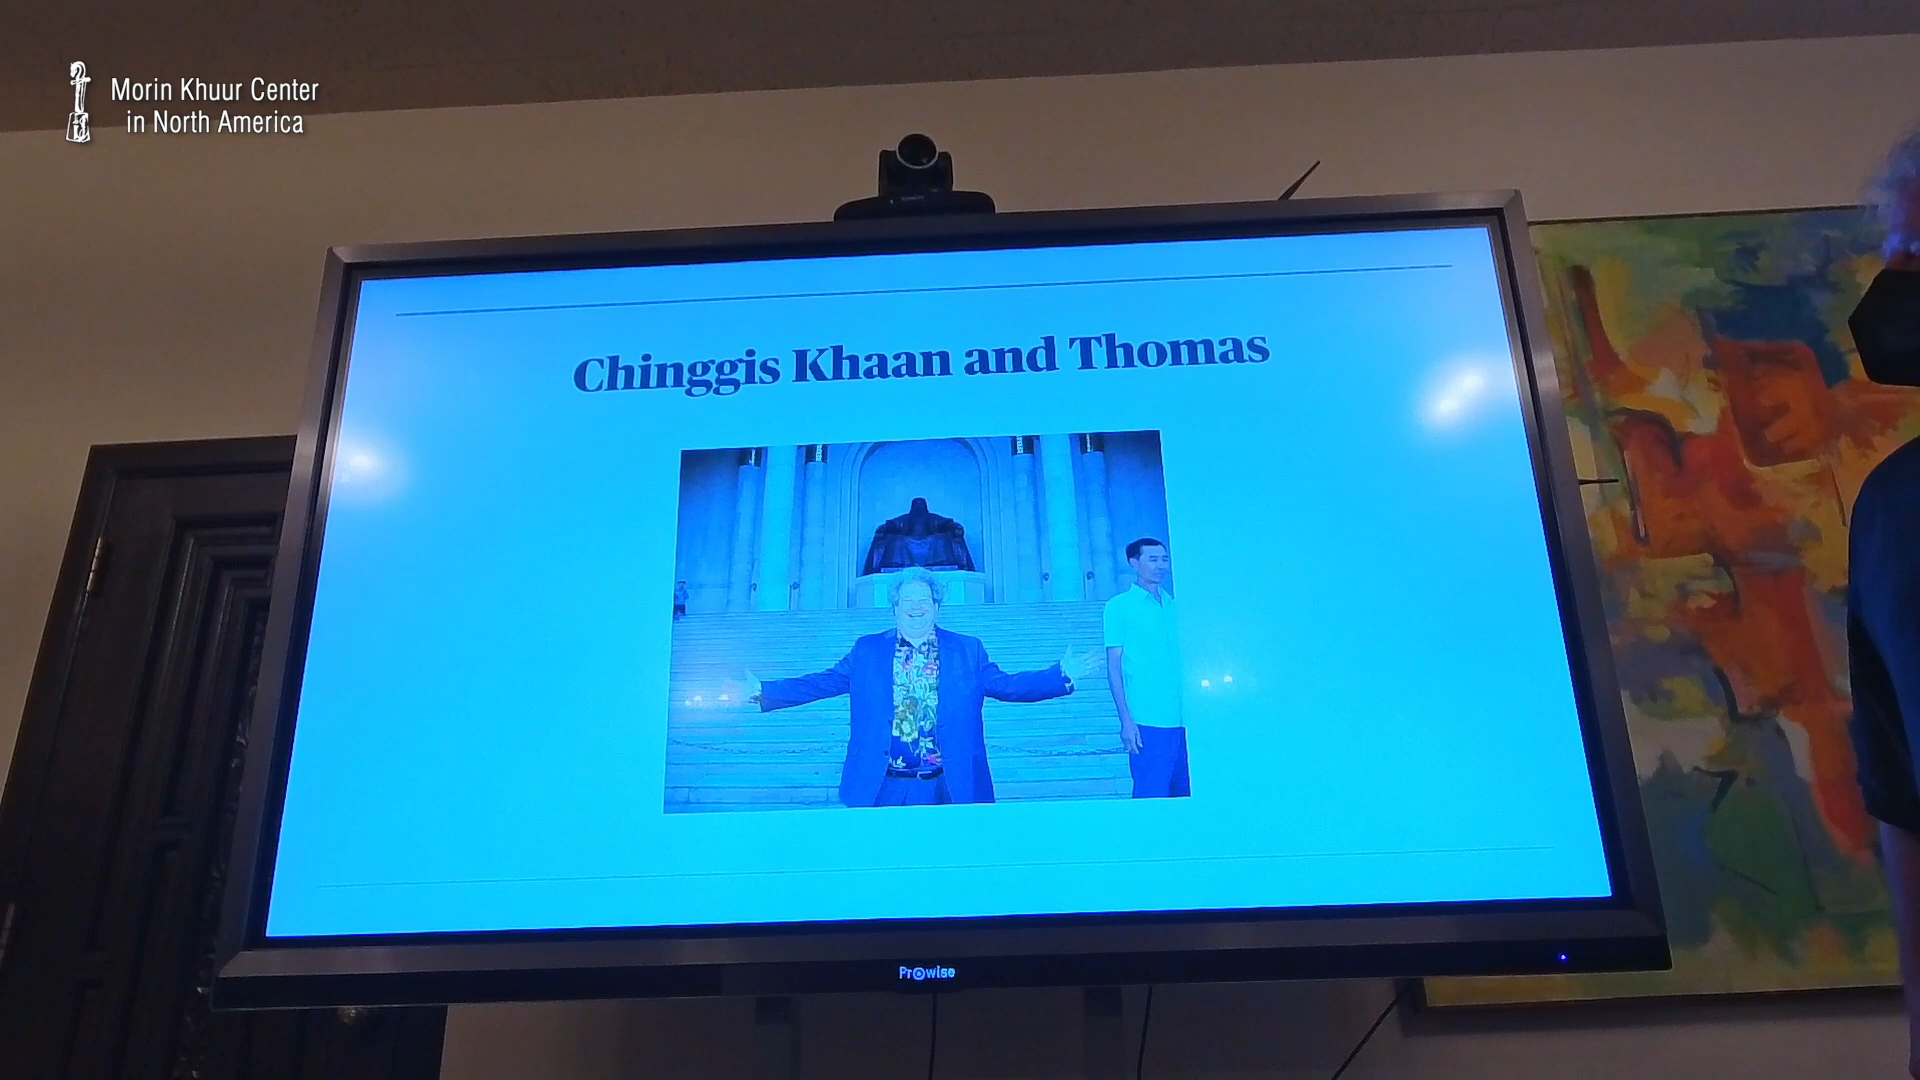 Morin Khuur Center
in North America
Chinggis Khaan and Thomas
Prowise